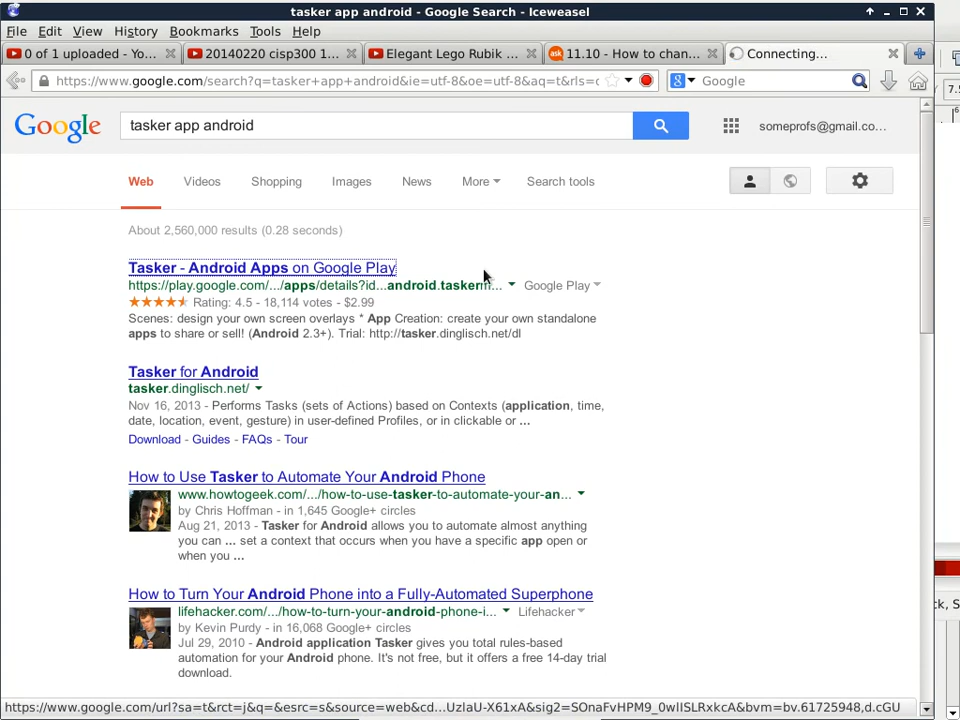 tasker app android - Google Search - Iceweasel
File Edit View History Bookmarks Tools Help
0 of 1 uploaded - Yo... 20140220 cisp300 1... Elegant Lego Rubik ... ask 11.10 - How to chan... Connecting...
https://www.google.com/search?q=tasker+app+android&ie=utf-8&oe=utf-8&aq=t&rls=c Google
7.5
Google tasker app android someprofs@gmail.co...
Web Videos Shopping Images News More Search tools
About 2,560,000 results (0.28 seconds)
Tasker - Android Apps on Google Play
https://play.google.com/.../apps/details?id...android.taskerm... Google Play
Rating: 4.5 - 18,114 votes - $2.99
Scenes: design your own screen overlays * App Creation: create your own standalone
apps to share or sell! (Android 2.3+). Trial: http://tasker.dinglisch.net/dl
Tasker for Android
tasker.dinglisch.net/
Nov 16, 2013 - Performs Tasks (sets of Actions) based on Contexts (application, time,
date, location, event, gesture) in user-defined Profiles, or in clickable or ...
Download - Guides - FAQs - Tour
How to Use Tasker to Automate Your Android Phone
www.howtogeek.com/.../how-to-use-tasker-to-automate-your-an...
by Chris Hoffman - in 1,645 Google+ circles
Aug 21, 2013 - Tasker for Android allows you to automate almost anything
you can ... set a context that occurs when you have a specific app open or
when you ...
ck, S
How to Turn Your Android Phone into a Fully-Automated Superphone
lifehacker.com/.../how-to-turn-your-android-phone-i... Lifehacker
by Kevin Purdy - in 16,068 Google+ circles
Jul 29, 2010 - Android application Tasker gives you total rules-based
automation for your Android phone. It's not free, but it offers a free 14-day trial
download.
https://www.google.com/url?sa=t&rct=j&q=&esrc=s&source=web&cd...UzlaU-X61xA&sig2=SOnaFvHPM9_0wlISLRxkcA&bvm=bv.61725948,d.cGU